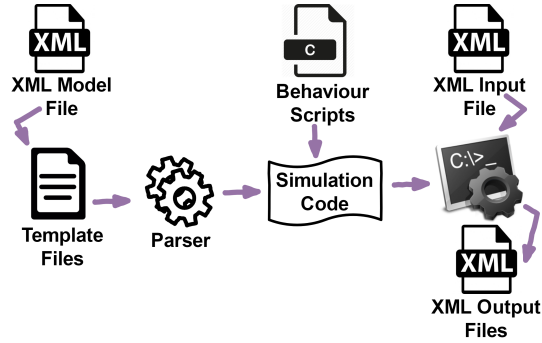 XML
XML Model
File
C
Behaviour
Scripts
XML
XML Input
File
Template
Files
Parser
Simulation
Code
C:\>_
XML
XML Output
Files